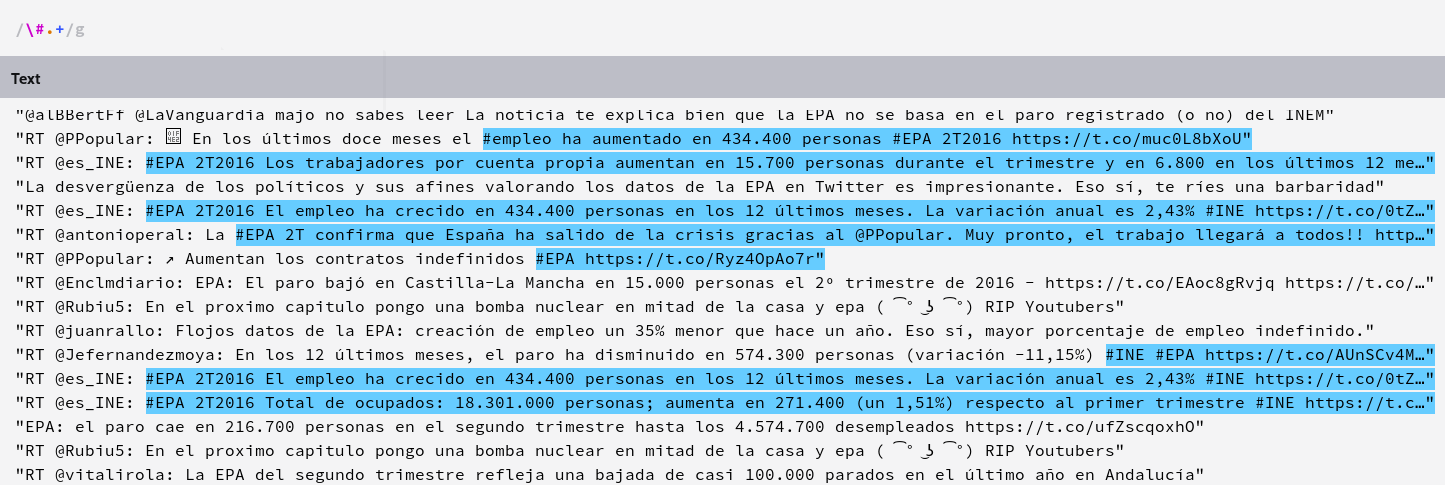 /\#.+/g
Text
"@alBBertFf @LaVanguardia majo no sabes leer La noticia te explica bien que la EPA no se basa en el paro registrado (o no) del INEM"
"RT @PPopular: En los últimos doce meses el #empleo ha aumentado en 434.400 personas #EPA 2T2016 https://t.co/muc0L8bXoU"
"RT @es_INE: #EPA 2T2016 Los trabajadores por cuenta propia aumentan en 15.700 personas durante el trimestre y en 6.800 en los últimos 12 me…"
"La desvergüenza de los políticos y sus afines valorando los datos de la EPA en Twitter es impresionante. Eso sí, te ríes una barbaridad"
"RT @es_INE: #EPA 2T2016 El empleo ha crecido en 434.400 personas en los 12 últimos meses. La variación anual es 2,43% #INE https://t.co/0tZ…"
"RT @antonioperal: La #EPA 2T confirma que España ha salido de la crisis gracias al @PPopular. Muy pronto, el trabajo llegará a todos!! http…"
"RT @PPopular: ↗ Aumentan los contratos indefinidos #EPA https://t.co/Ryz4OpAo7r"
"RT @Enclmdiario: EPA: El paro bajó en Castilla-La Mancha en 15.000 personas el 2º trimestre de 2016 - https://t.co/EAoc8gRvjq https://t.co/…"
"RT @Rubiu5: En el proximo capitulo pongo una bomba nuclear en mitad de la casa y epa ( ͡° ͜ʖ ͡°) RIP Youtubers"
"RT @juanrallo: Flojos datos de la EPA: creación de empleo un 35% menor que hace un año. Eso sí, mayor porcentaje de empleo indefinido."
"RT @Jefernandezmoya: En los 12 últimos meses, el paro ha disminuido en 574.300 personas (variación -11,15%) #INE #EPA https://t.co/AUnSCv4M…"
"RT @es_INE: #EPA 2T2016 El empleo ha crecido en 434.400 personas en los 12 últimos meses. La variación anual es 2,43% #INE https://t.co/0tZ…"
"RT @es_INE: #EPA 2T2016 Total de ocupados: 18.301.000 personas; aumenta en 271.400 (un 1,51%) respecto al primer trimestre #INE https://t.c…"
"EPA: el paro cae en 216.700 personas en el segundo trimestre hasta los 4.574.700 desempleados https://t.co/ufZscqoxhO"
"RT @Rubiu5: En el proximo capitulo pongo una bomba nuclear en mitad de la casa y epa ( ͡° ͜ʖ ͡°) RIP Youtubers"
"RT @vitalirola: La EPA del segundo trimestre refleja una bajada de casi 100.000 parados en el último año en Andalucía"